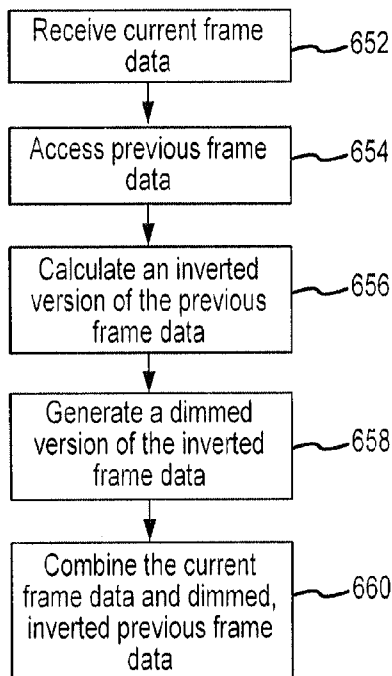 Receive current frame
data
652
Access previous frame
data
654
Calculate an inverted
version of the previous
frame data
656
Generate a dimmed
version of the inverted
frame data
658
Combine the current
frame data and dimmed,
inverted previous frame
data
660